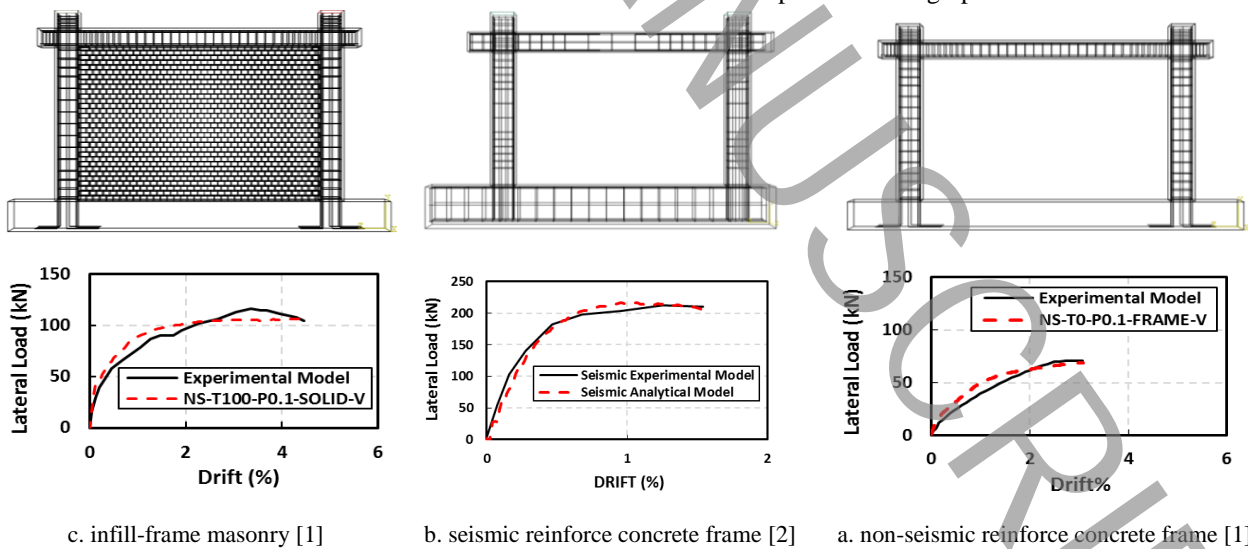 150
100
50
0
0
2
4
6
Lateral Load (kN)
Drift (%)
Experimental Model
NS-T100-P0.1-SOLID-V
250
200
150
100
50
0
0
1
2
Lateral Load (kN)
DRIFT (%)
Seismic Experimental Model
Seismic Analytical Model
150
100
50
0
0
2
4
6
Lateral Load (kN)
Drift%
Experimental Model
NS-T0-P0.1-FRAME-V
c. infill-frame masonry [1]
b. seismic reinforce concrete frame [2]
a. non-seismic reinforce concrete frame [1]
NUSCRI